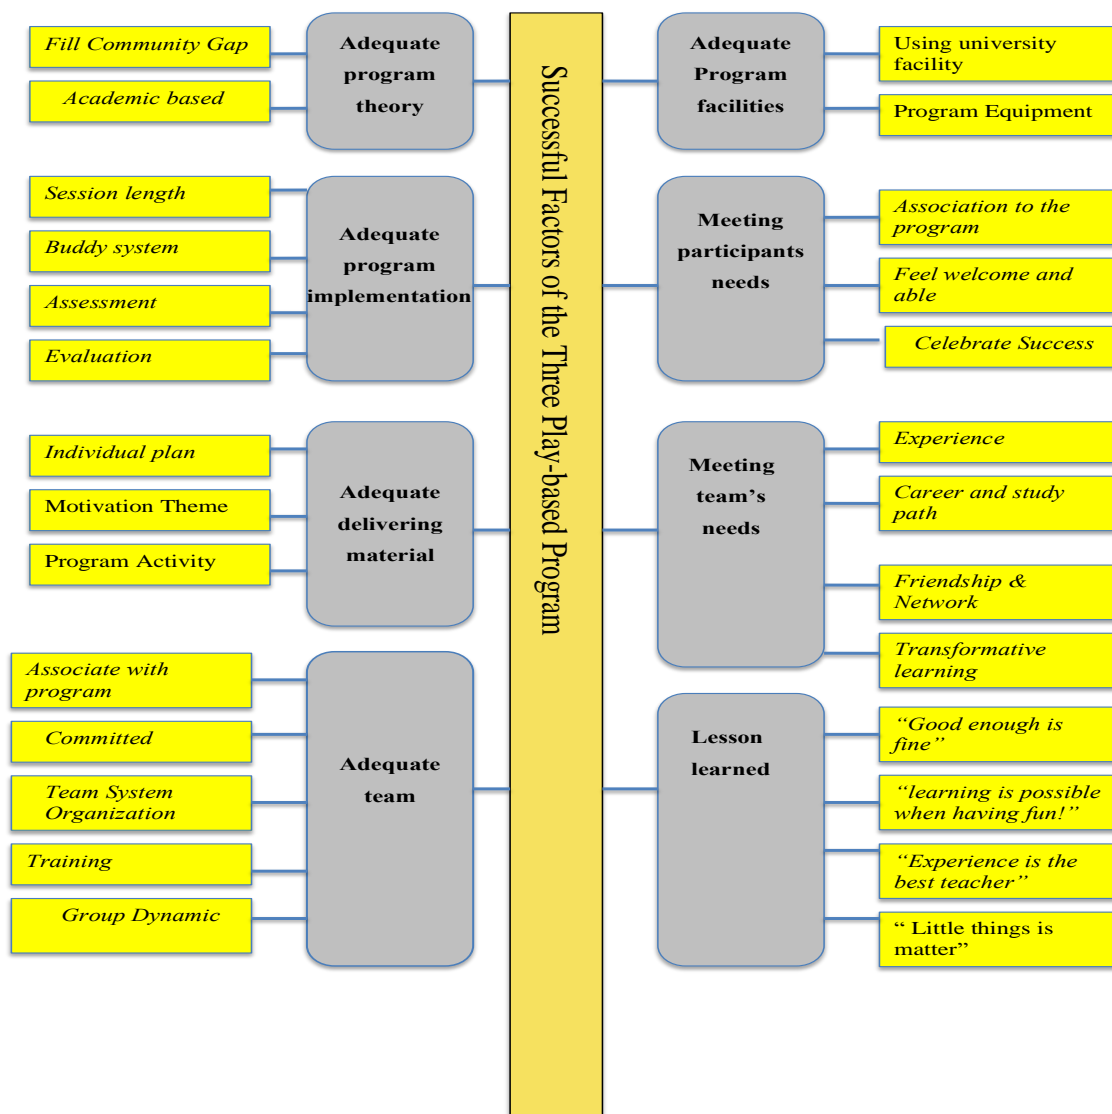 Fill Community Gap
Academic based
Adequate
program
theory
Session length
Buddy system
Assessment
Evaluation
Adequate
program
implementation
Individual plan
Motivation Theme
Program Activity
Adequate
delivering
material
Associate with
program
Committed
Team System
Organization
Training
Group Dynamic
Adequate
team
Successful Factors of the Three Play-based Program
Adequate
Program
facilities
Using university
facility
Program Equipment
Meeting
participants
needs
Association to the
program
Feel welcome and
able
Celebrate Success
Meeting
team’s
needs
Experience
Career and study
path
Friendship &
Network
Transformative
learning
Lesson
learned
“Good enough is
fine”
“learning is possible
when having fun!”
“Experience is the
best teacher”
“ Little things is
matter”